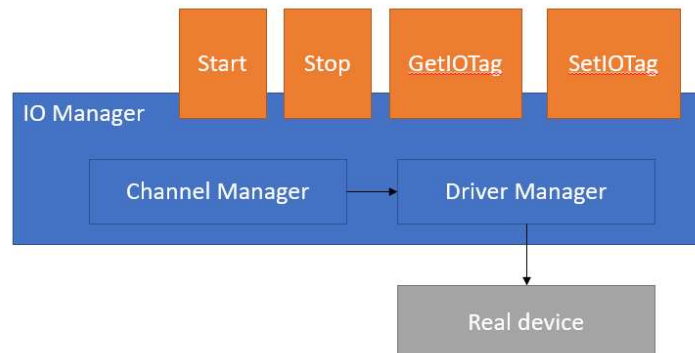 Start
Stop
GetIOTag
SetIOTag
IO Manager
Channel Manager
Driver Manager
Real device